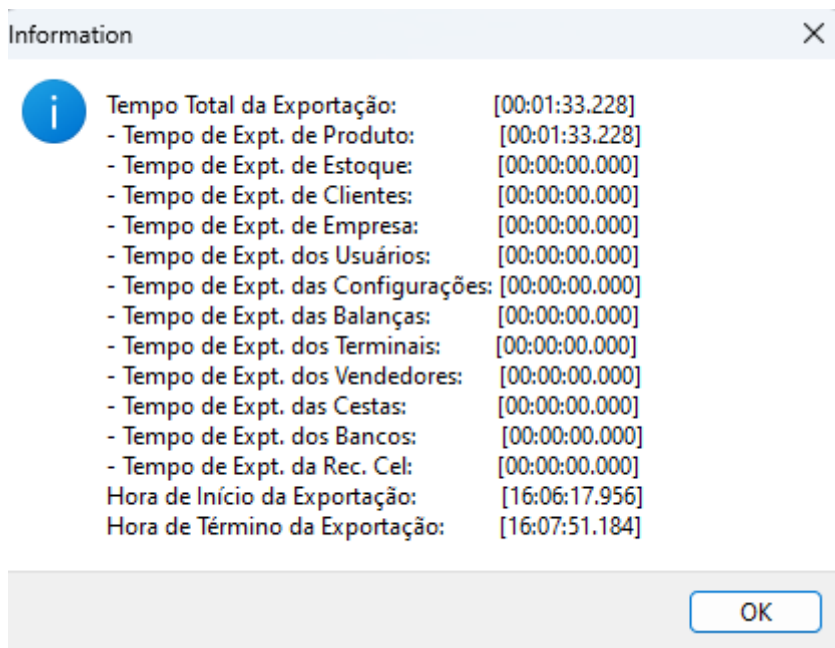 Information
Tempo Total da Exportação: [00:01:33.228]
- Tempo de Expt. de Produto: [00:01:33.228]
- Tempo de Expt. de Estoque: [00:00:00.000]
- Tempo de Expt. de Clientes: [00:00:00.000]
- Tempo de Expt. de Empresa: [00:00:00.000]
- Tempo de Expt. dos Usuários: [00:00:00.000]
- Tempo de Expt. das Configurações: [00:00:00.000]
- Tempo de Expt. das Balanças: [00:00:00.000]
- Tempo de Expt. dos Terminais: [00:00:00.000]
- Tempo de Expt. dos Vendedores: [00:00:00.000]
- Tempo de Expt. das Cestas: [00:00:00.000]
- Tempo de Expt. dos Bancos: [00:00:00.000]
- Tempo de Expt. da Rec. Cel: [00:00:00.000]
Hora de Início da Exportação: [16:06:17.956]
Hora de Término da Exportação: [16:07:51.184]
OK